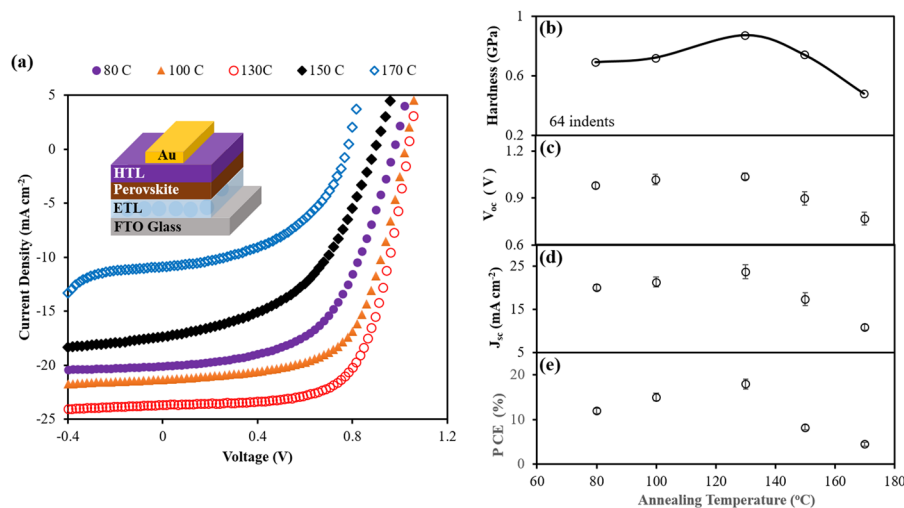 (a)
80 C
100 C
130C
150 C
170 C
5
0
-5
-10
-15
-20
-25
-0.4
0
0.4
0.8
1.2
Current Density (mA cm-2)
Voltage (V)
Au
HTL
Perovskite
ETL
FTO Glass
(b)
Hardness (GPa)
1
0.6
0.2
64 indents
(c)
Voc ( V )
1.2
0.9
0.6
(d)
Jsc (mA cm-2)
25
15
5
(e)
P CE (%)
20
10
0
60
80
100
120
140
160
180
Annealing Temperature (oC)